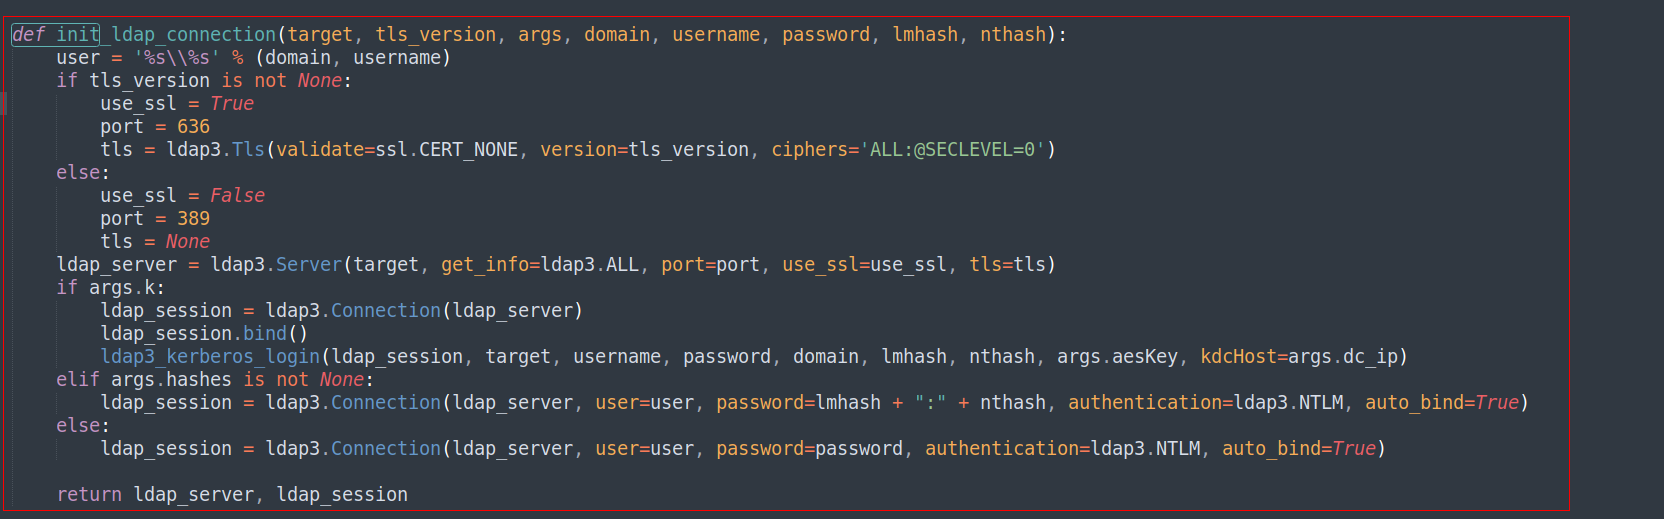 def init_ldap_connection(target, tls_version, args, domain, username, password, lmhash, nthash):
    user = '%s\\%s' % (domain, username)
    if tls_version is not None:
        use_ssl = True
        port = 636
        tls = ldap3.Tls(validate=ssl.CERT_NONE, version=tls_version, ciphers='ALL:@SECLEVEL=0')
    else:
        use_ssl = False
        port = 389
        tls = None
    ldap_server = ldap3.Server(target, get_info=ldap3.ALL, port=port, use_ssl=use_ssl, tls=tls)
    if args.k:
        ldap_session = ldap3.Connection(ldap_server)
        ldap_session.bind()
        ldap3_kerberos_login(ldap_session, target, username, password, domain, lmhash, nthash, args.aesKey, kdcHost=args.dc_ip)
    elif args.hashes is not None:
        ldap_session = ldap3.Connection(ldap_server, user=user, password=lmhash + ":" + nthash, authentication=ldap3.NTLM, auto_bind=True)
    else:
        ldap_session = ldap3.Connection(ldap_server, user=user, password=password, authentication=ldap3.NTLM, auto_bind=True)
    return ldap_server, ldap_session